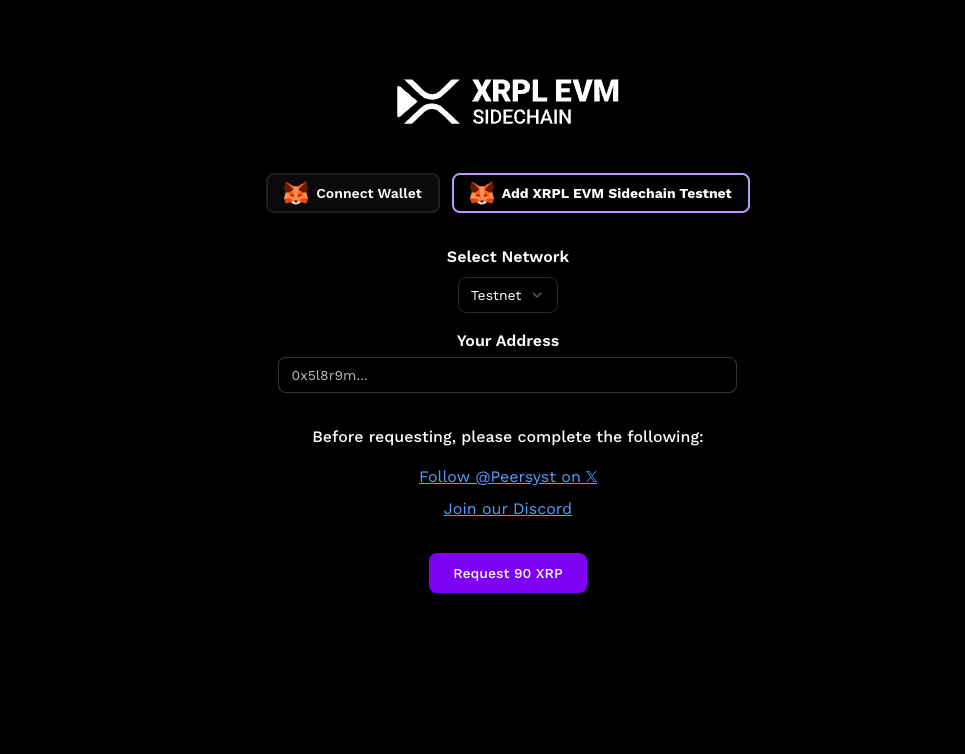 XRPL EVM
SIDECHAIN
Connect Wallet
Add XRPL EVM Sidechain Testnet
Select Network
Testnet
Your Address
0x5l8r9m...
Before requesting, please complete the following:
Follow @Peersyst on 𝕏
Join our Discord
Request 90 XRP